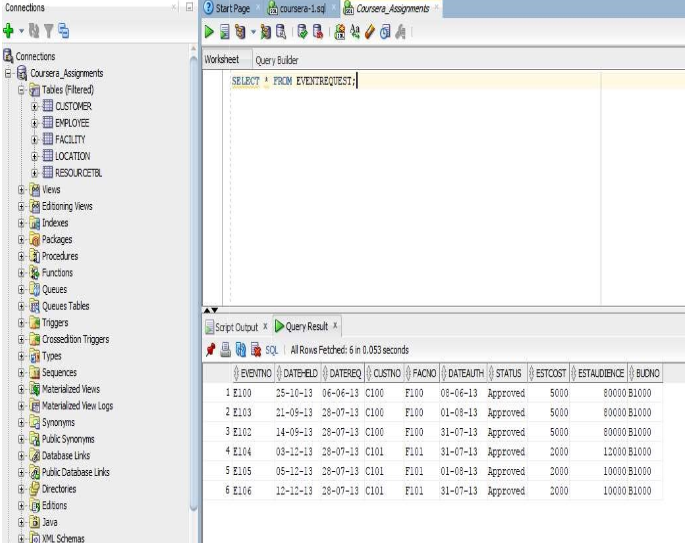 Connections
Connections
Coursera_Assignments
Tables (Filtered)
CUSTOMER
EMPLOYEE
FACILITY
LOCATION
RESOURCETBL
Views
Editioning Views
Indexes
Packages
Procedures
Functions
Queues
Queues Tables
Triggers
Crossedition Triggers
Types
Sequences
Materialized Views
Materialized View Logs
Synonyms
Public Synonyms
Database Links
Public Database Links
Directories
Editions
Java
XML Schemas
Start Page coursera-1.sql Coursera_Assignments
Worksheet Query Builder
SELECT * FROM EVENTREQUEST;
Script Output x Query Result x
SQL | All Rows Fetched: 6 in 0.053 seconds
EVENTNO DATEHELD DATEREQ CUSTNO FACNO DATEAUTH STATUS ESTCOST ESTAUDIENCE BUDNO
1 E100 25-10-13 06-06-13 C100 F100 08-06-13 Approved 5000 80000 B1000
2 E103 21-09-13 28-07-13 C100 F100 01-08-13 Approved 5000 80000 B1000
3 E102 14-09-13 28-07-13 C100 F100 31-07-13 Approved 5000 80000 B1000
4 E104 03-12-13 28-07-13 C101 F101 31-07-13 Approved 2000 12000 B1000
5 E105 05-12-13 28-07-13 C101 F101 01-08-13 Approved 2000 10000 B1000
6 E106 12-12-13 28-07-13 C101 F101 31-07-13 Approved 2000 10000 B1000